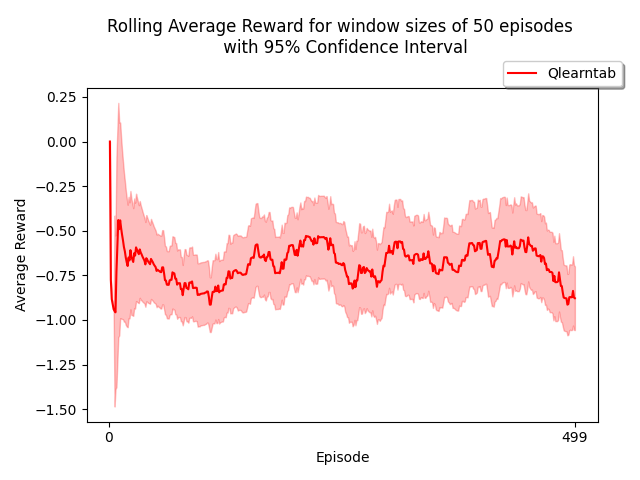 Rolling Average Reward for window sizes of 50 episodes
with 95% Confidence Interval
Qlearntab
0.25
0.00
−0.25
−0.50
−0.75
−1.00
−1.25
−1.50
Average Reward
0
499
Episode